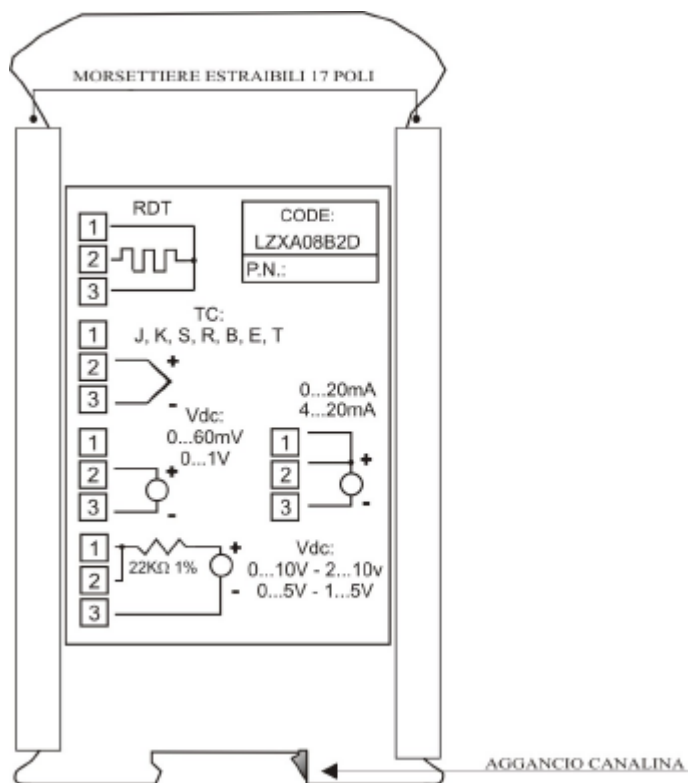 MORSETTIERE ESTRAIBILI 17 POLI
RDT
1
2
3
CODE:
LZXA08B2D
P.N.:
TC:
J, K, S, R, B, E, T
1
2
3
+
-
Vdc:
0...60mV
0...1V
1
2
3
+
-
0...20mA
4...20mA
1
2
3
+
-
1
2
3
22KΩ 1%
+
-
Vdc:
0...10V - 2...10v
0...5V - 1...5V
AGGANCIO CANALINA